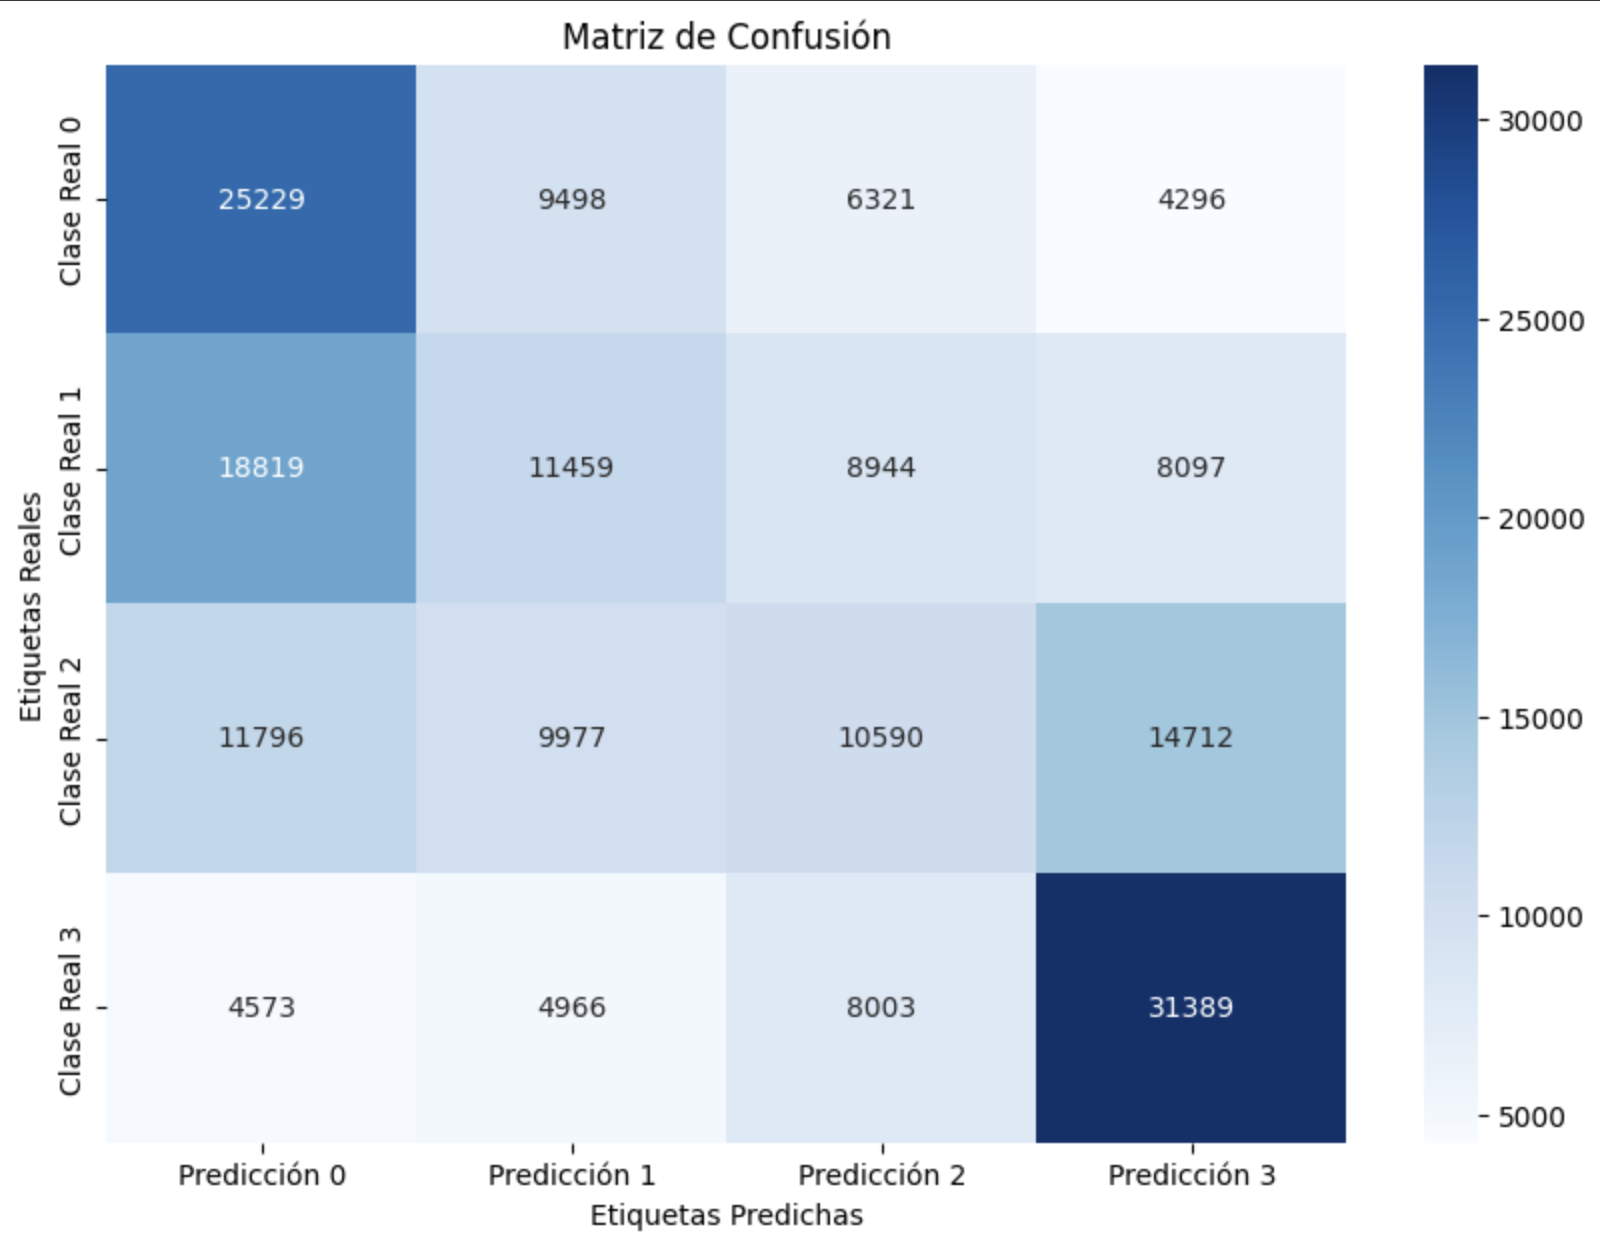 Matriz de Confusión
Etiquetas Reales
Clase Real 0
25229 9498 6321 4296
Clase Real 1
18819 11459 8944 8097
Clase Real 2
11796 9977 10590 14712
Clase Real 3
4573 4966 8003 31389
Predicción 0 Predicción 1 Predicción 2 Predicción 3
Etiquetas Predichas
30000
25000
20000
15000
10000
5000